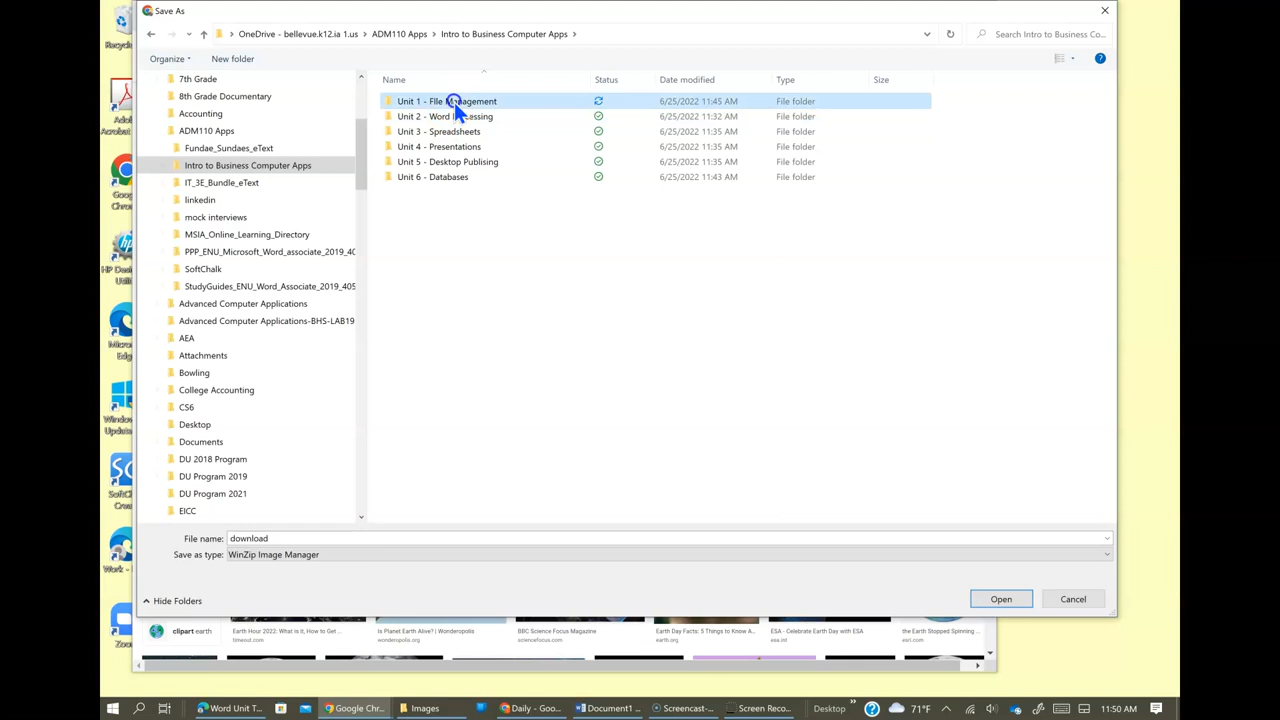 Save As
OneDrive - bellevue.k12.ia 1.us > ADM110 Apps > Intro to Business Computer Apps >
Search Intro to Business Co...
Organize
New folder
Name
Status
Date modified
Type
Size
7th Grade
8th Grade Documentary
Accounting
ADM110 Apps
Fundae_Sundaes_eText
Intro to Business Computer Apps
IT_3E_Bundle_eText
linkedin
mock interviews
MSIA_Online_Learning_Directory
PPP_ENU_Microsoft_Word_associate_2019_40
SoftChalk
StudyGuides_ENU_Word_Associate_2019_405
Advanced Computer Applications
Advanced Computer Applications-BHS-LAB19
AEA
Attachments
Bowling
College Accounting
CS6
Desktop
Documents
DU 2018 Program
DU Program 2019
DU Program 2021
EICC
Unit 1 - FIle Management 6/25/2022 11:45 AM File folder
Unit 2 - Word Processing 6/25/2022 11:32 AM File folder
Unit 3 - Spreadsheets 6/25/2022 11:35 AM File folder
Unit 4 - Presentations 6/25/2022 11:35 AM File folder
Unit 5 - Desktop Publising 6/25/2022 11:35 AM File folder
Unit 6 - Databases 6/25/2022 11:43 AM File folder
File name: download
Save as type: WinZip Image Manager
Hide Folders
Open
Cancel
clipart earth
Earth Hour 2022: What is it, How to Get ...
timeout.com
Is Planet Earth Alive? | Wonderopolis
wonderopolis.org
BBC Science Focus Magazine
sciencefocus.com
Earth Day Facts: 5 Things to Know A...
earth.org
ESA - Celebrate Earth Day with ESA
esa.int
the Earth Stopped Spinning ...
esri.com
Word Unit T...
Google Chr...
Images
Daily - Goo...
Document1 ...
Screencast-...
Screen Reco...
Desktop
71°F
11:50 AM